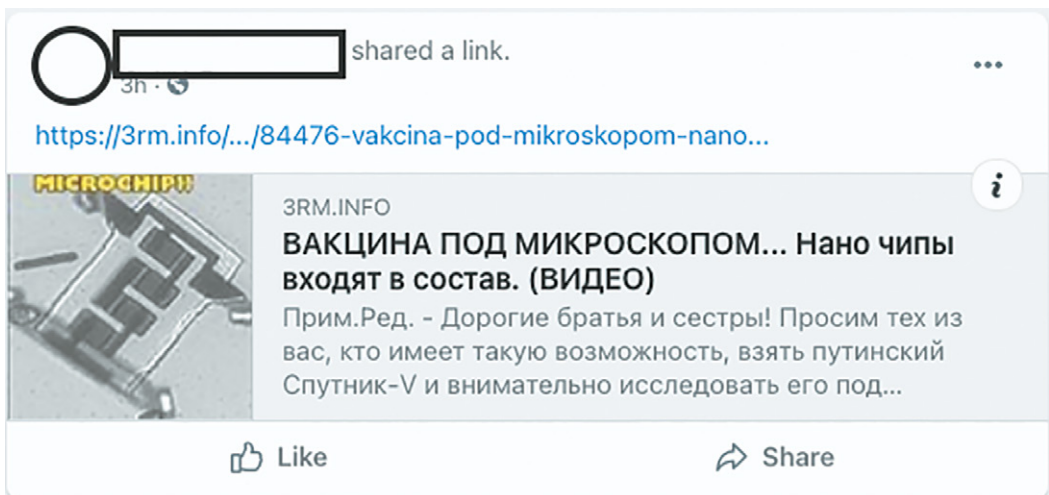 shared a link.
3h ·
https://3rm.info/.../84476-vakcina-pod-mikroskopom-nano...
MICROCHIP!!
3RM.INFO
ВАКЦИНА ПОД МИКРОСКОПОМ... Нано чипы
входят в состав. (ВИДЕО)
Прим.Ред. - Дорогие братья и сестры! Просим тех из
вас, кто имеет такую возможность, взять путинский
Спутник-V и внимательно исследовать его под...
Like
Share